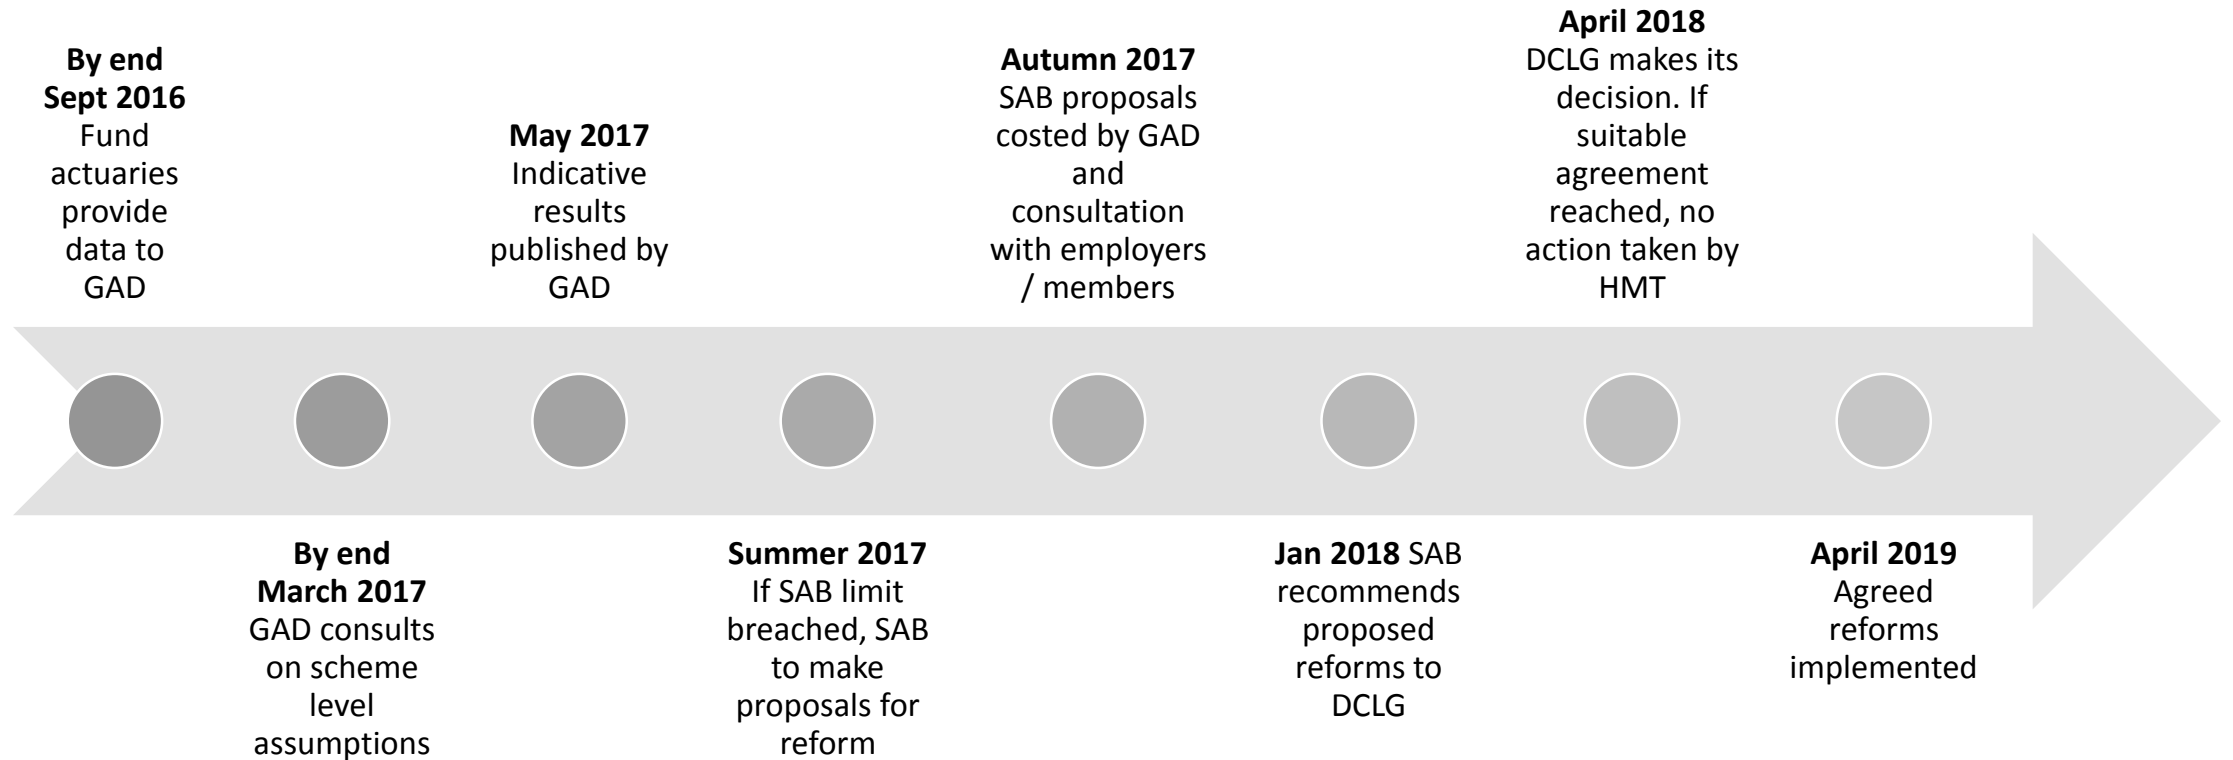 By end
Sept 2016
Fund
actuaries
provide
data to
GAD
By end
March 2017
GAD consults
on scheme
level
assumptions
May 2017
Indicative
results
published by
GAD
Summer 2017
If SAB limit
breached, SAB
to make
proposals for
reform
Autumn 2017
SAB proposals
costed by GAD
and
consultation
with employers
/ members
Jan 2018 SAB
recommends
proposed
reforms to
DCLG
April 2018
DCLG makes its
decision. If
suitable
agreement
reached, no
action taken by
HMT
April 2019
Agreed
reforms
implemented